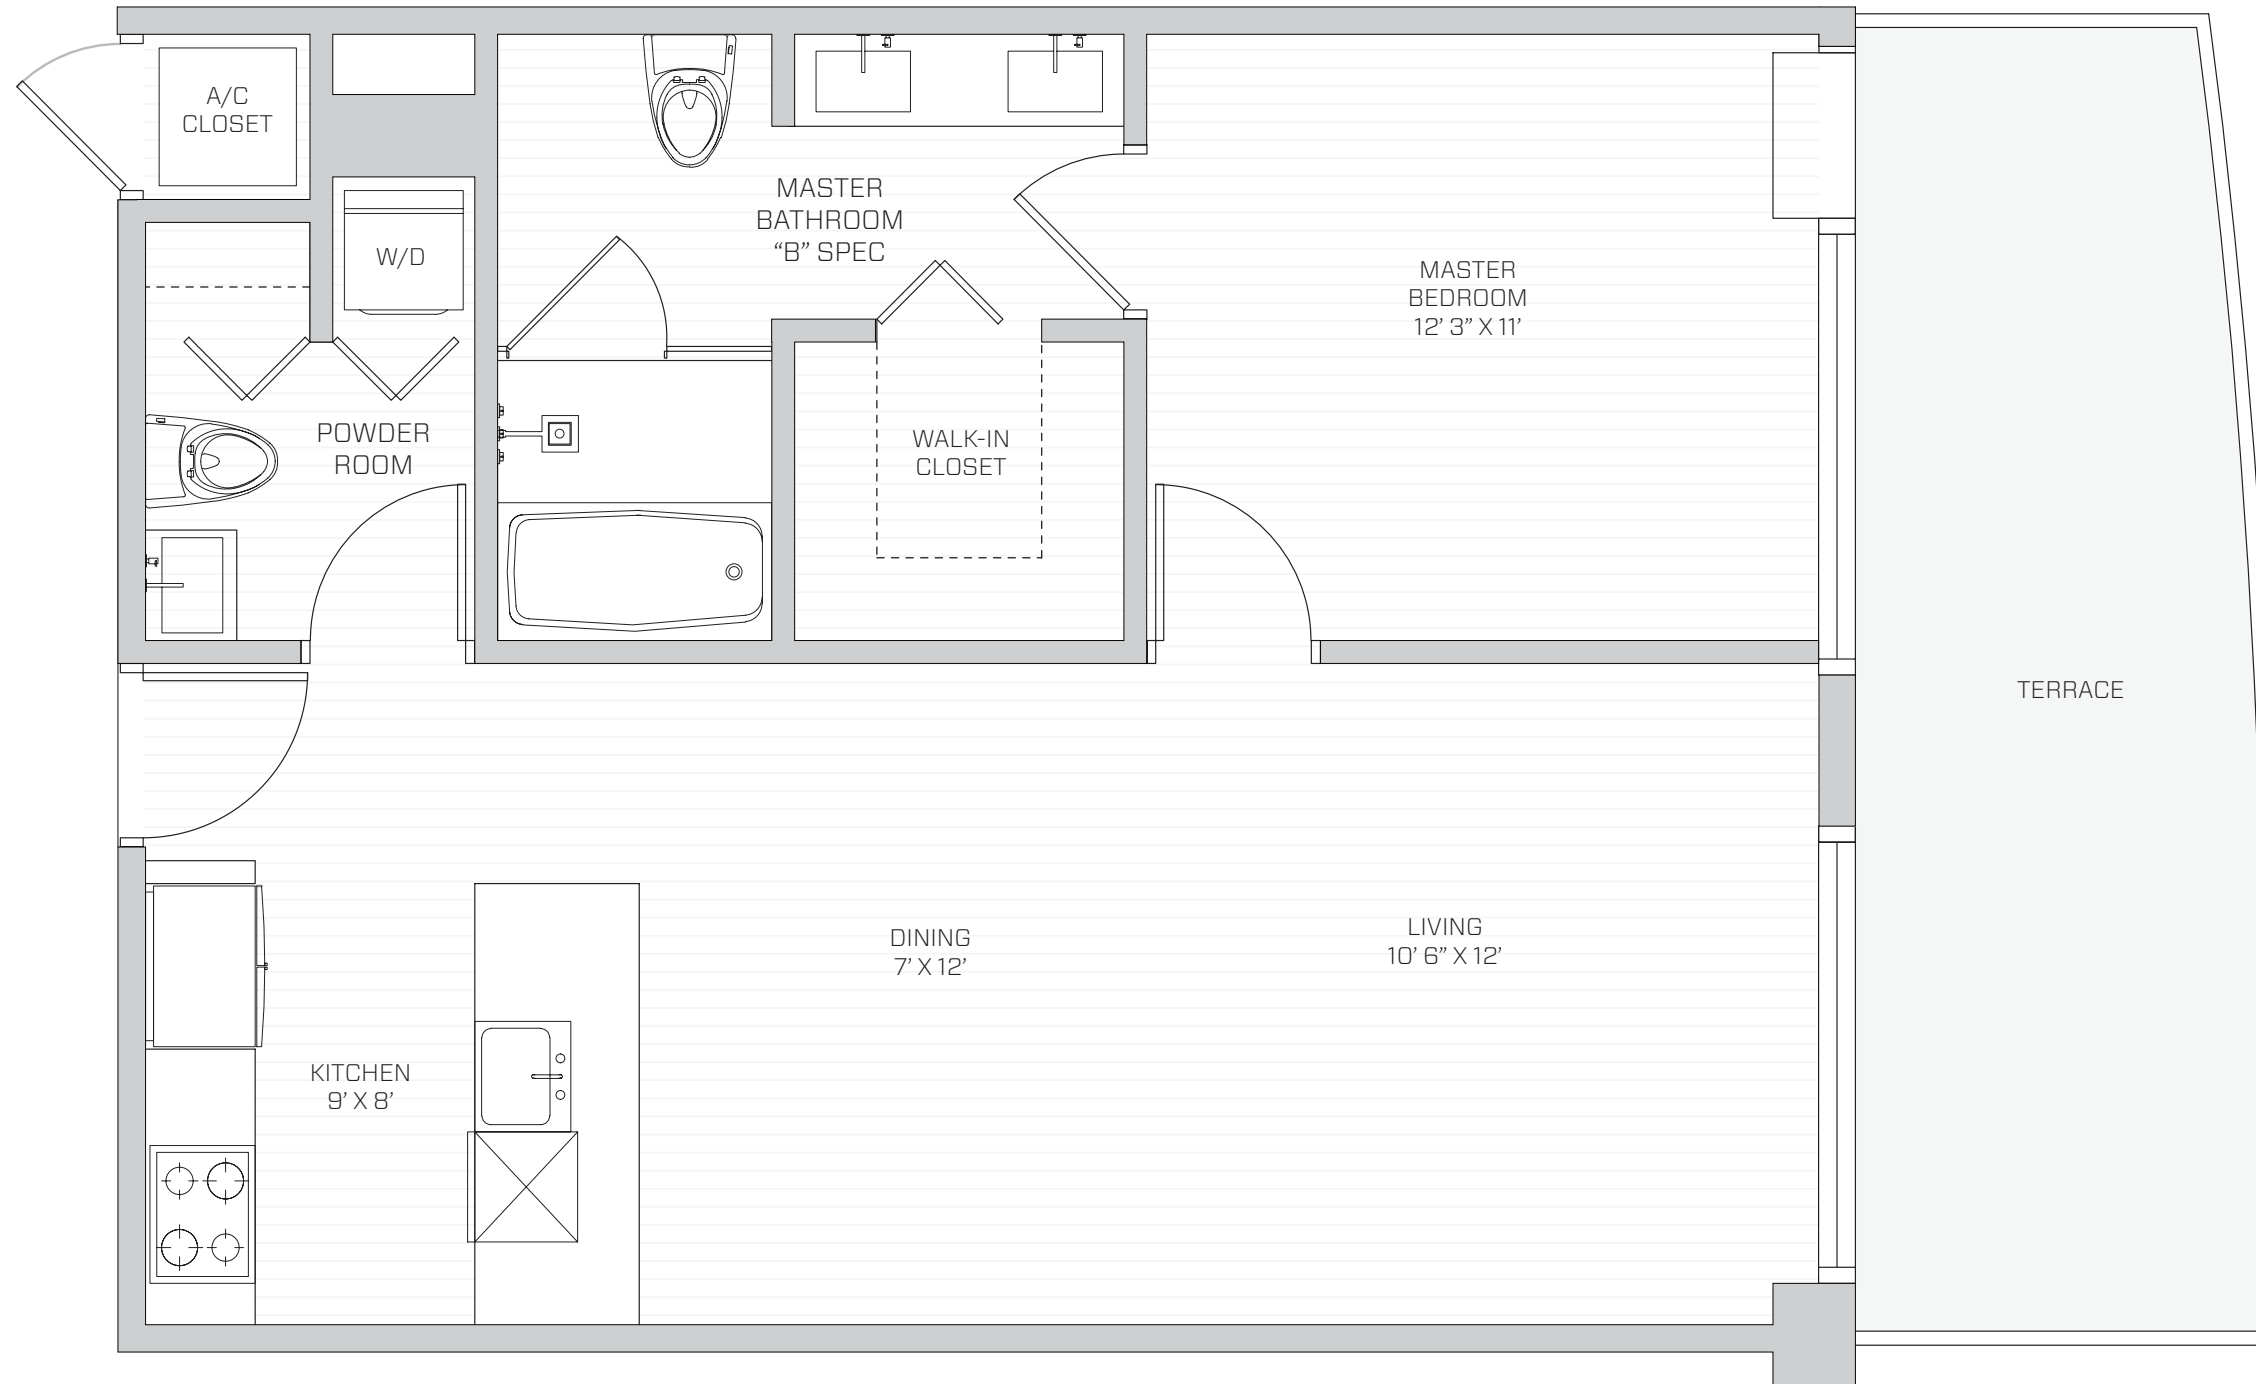 A/C
CLOSET
W/D
MASTER
BATHROOM
“B” SPEC
MASTER
BEDROOM
12’ 3” X 11’
POWDER
ROOM
WALK-IN
CLOSET
TERRACE
DINING
7’ X 12’
LIVING
10’ 6” X 12’
KITCHEN
9’ X 8’